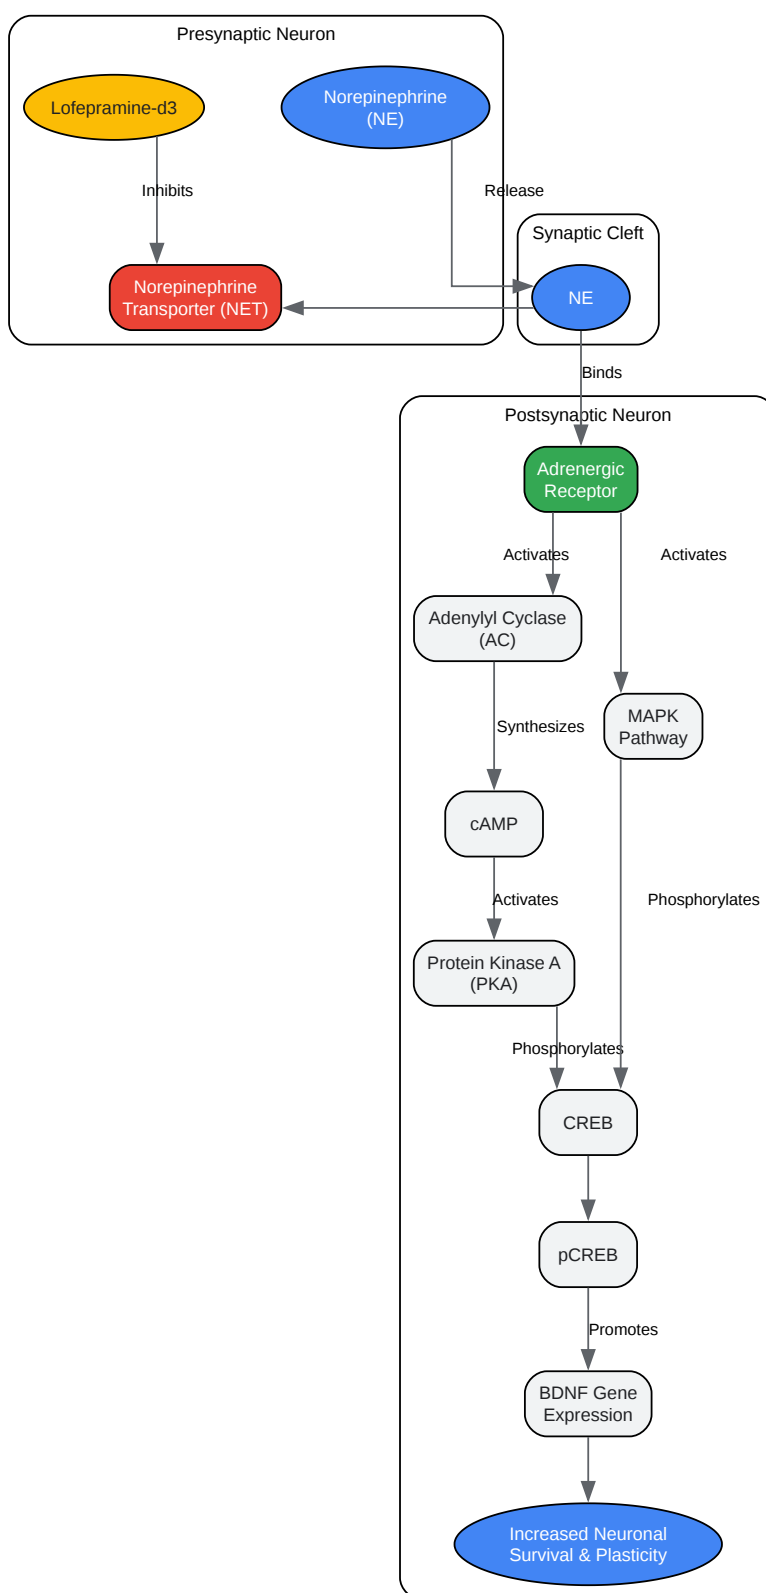 Presynaptic Neuron
Lofepramine-d3
Norepinephrine
(NE)
Inhibits
Release
Synaptic Cleft
Norepinephrine
Transporter (NET)
NE
Binds
Postsynaptic Neuron
Adrenergic
Receptor
Activates
Activates
Adenylyl Cyclase
(AC)
MAPK
Pathway
Synthesizes
cAMP
Activates
Phosphorylates
Protein Kinase A
(PKA)
Phosphorylates
CREB
pCREB
Promotes
BDNF Gene
Expression
Increased Neuronal
Survival & Plasticity